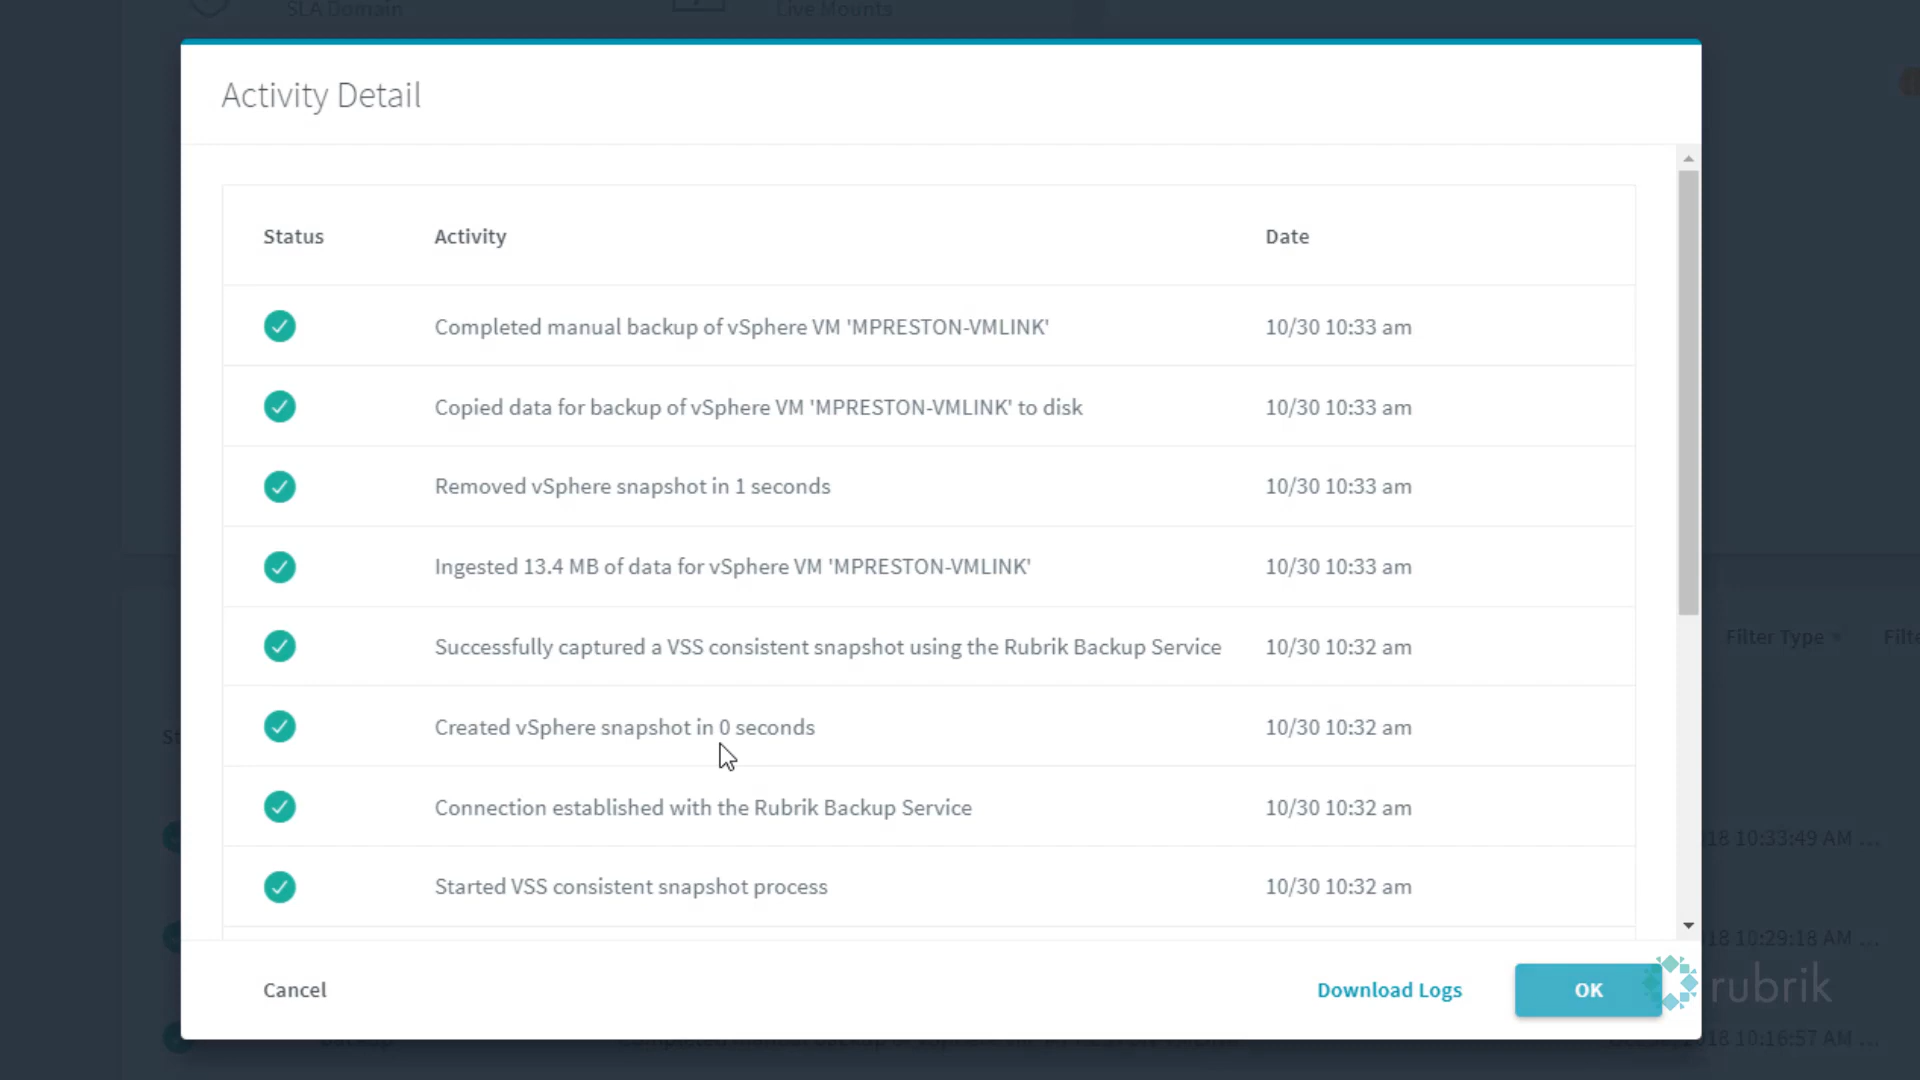 SLA Domain
Live Mounts
Activity Detail
Status Activity Date
Completed manual backup of vSphere VM 'MPRESTON-VMLINK' 10/30 10:33 am
Copied data for backup of vSphere VM 'MPRESTON-VMLINK' to disk 10/30 10:33 am
Removed vSphere snapshot in 1 seconds 10/30 10:33 am
Ingested 13.4 MB of data for vSphere VM 'MPRESTON-VMLINK' 10/30 10:33 am
Successfully captured a VSS consistent snapshot using the Rubrik Backup Service 10/30 10:32 am
Filter Type
Created vSphere snapshot in 0 seconds 10/30 10:32 am
Connection established with the Rubrik Backup Service 10/30 10:32 am
18 10:33:49 AM ...
Started VSS consistent snapshot process 10/30 10:32 am
18 10:29:18 AM ...
Cancel Download Logs OK
rubrik
18 10:16:57 AM ...